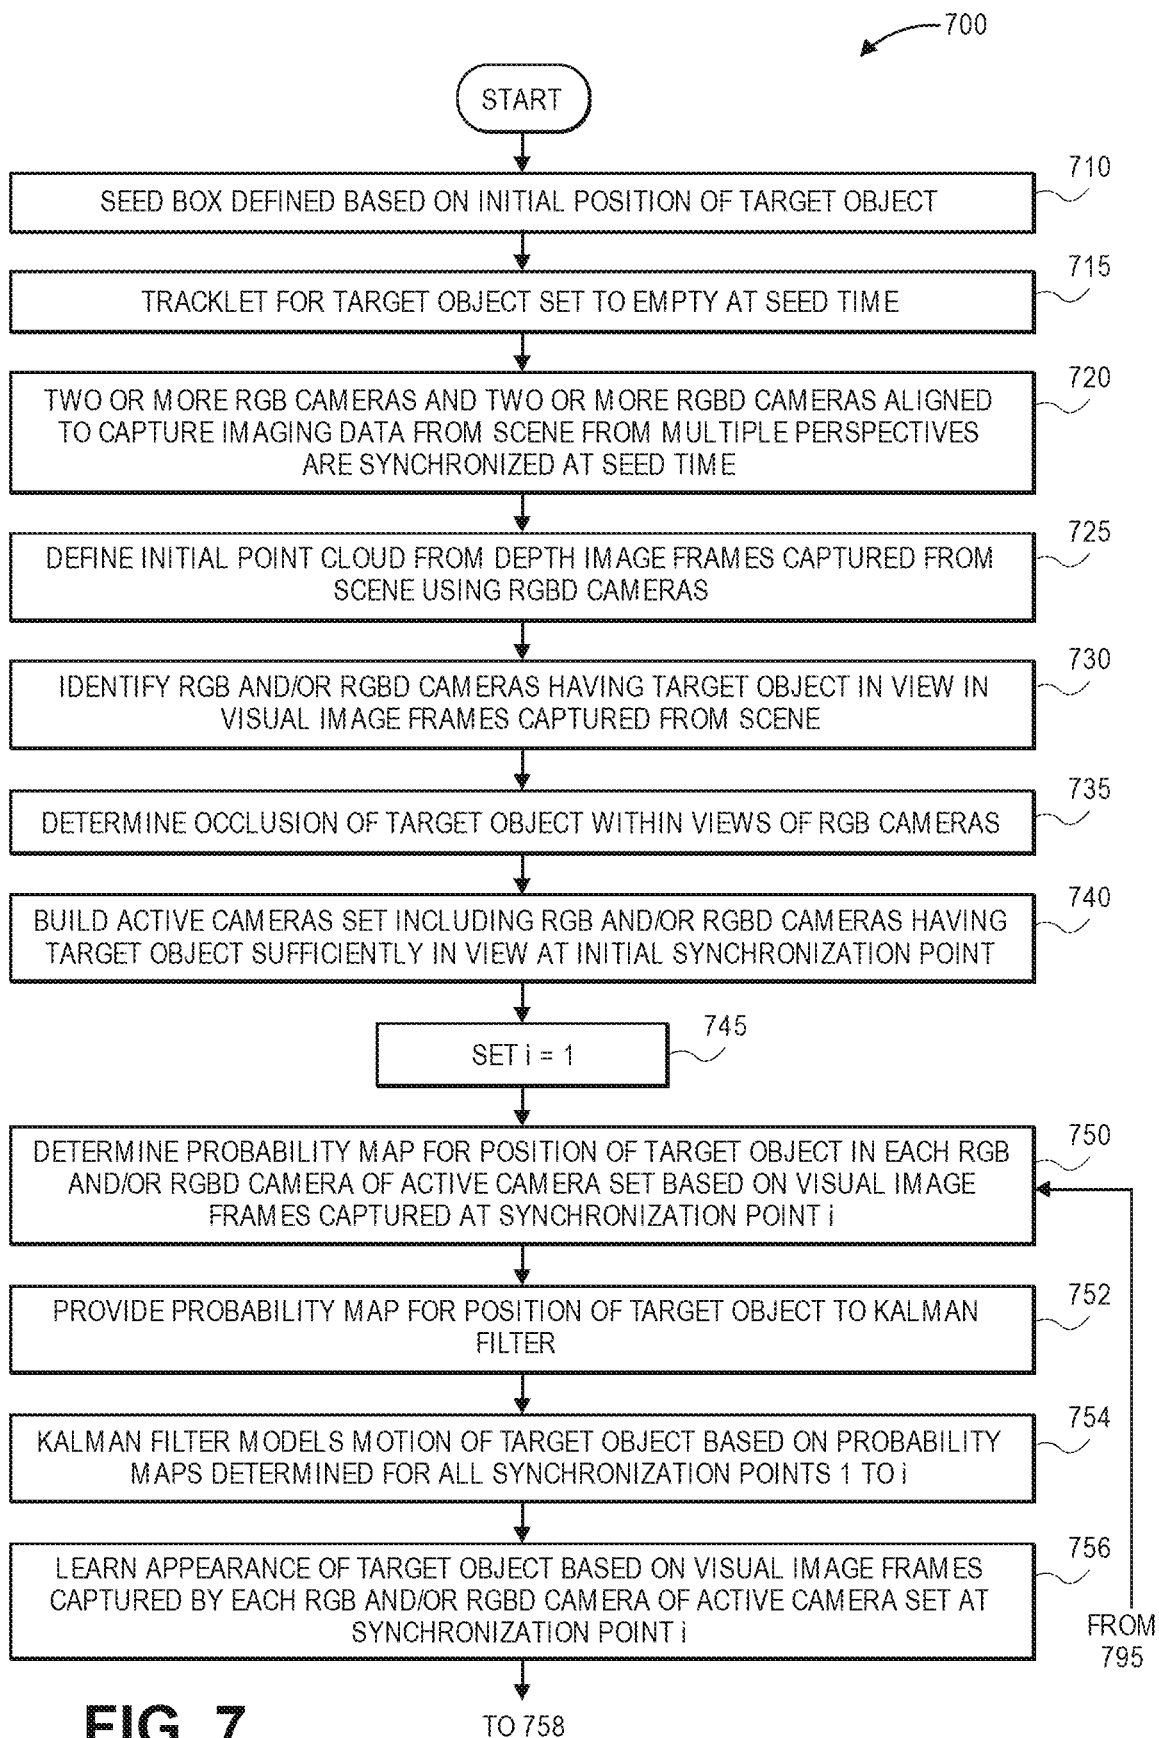 700
START
710
SEED BOX DEFINED BASED ON INITIAL POSITION OF TARGET OBJECT
715
TRACKLET FOR TARGET OBJECT SET TO EMPTY AT SEED TIME
720
TWO OR MORE RGB CAMERAS AND TWO OR MORE RGBD CAMERAS ALIGNED
TO CAPTURE IMAGING DATA FROM SCENE FROM MULTIPLE PERSPECTIVES
ARE SYNCHRONIZED AT SEED TIME
725
DEFINE INITIAL POINT CLOUD FROM DEPTH IMAGE FRAMES CAPTURED FROM
SCENE USING RGBD CAMERAS
730
IDENTIFY RGB AND/OR RGBD CAMERAS HAVING TARGET OBJECT IN VIEW IN
VISUAL IMAGE FRAMES CAPTURED FROM SCENE
735
DETERMINE OCCLUSION OF TARGET OBJECT WITHIN VIEWS OF RGB CAMERAS
740
BUILD ACTIVE CAMERAS SET INCLUDING RGB AND/OR RGBD CAMERAS HAVING
TARGET OBJECT SUFFICIENTLY IN VIEW AT INITIAL SYNCHRONIZATION POINT
745
SET i = 1
750
DETERMINE PROBABILITY MAP FOR POSITION OF TARGET OBJECT IN EACH RGB
AND/OR RGBD CAMERA OF ACTIVE CAMERA SET BASED ON VISUAL IMAGE
FRAMES CAPTURED AT SYNCHRONIZATION POINT i
752
PROVIDE PROBABILITY MAP FOR POSITION OF TARGET OBJECT TO KALMAN
FILTER
754
KALMAN FILTER MODELS MOTION OF TARGET OBJECT BASED ON PROBABILITY
MAPS DETERMINED FOR ALL SYNCHRONIZATION POINTS 1 TO i
756
LEARN APPEARANCE OF TARGET OBJECT BASED ON VISUAL IMAGE FRAMES
CAPTURED BY EACH RGB AND/OR RGBD CAMERA OF ACTIVE CAMERA SET AT
SYNCHRONIZATION POINT i
FROM
795
FIG. 7
TO 758